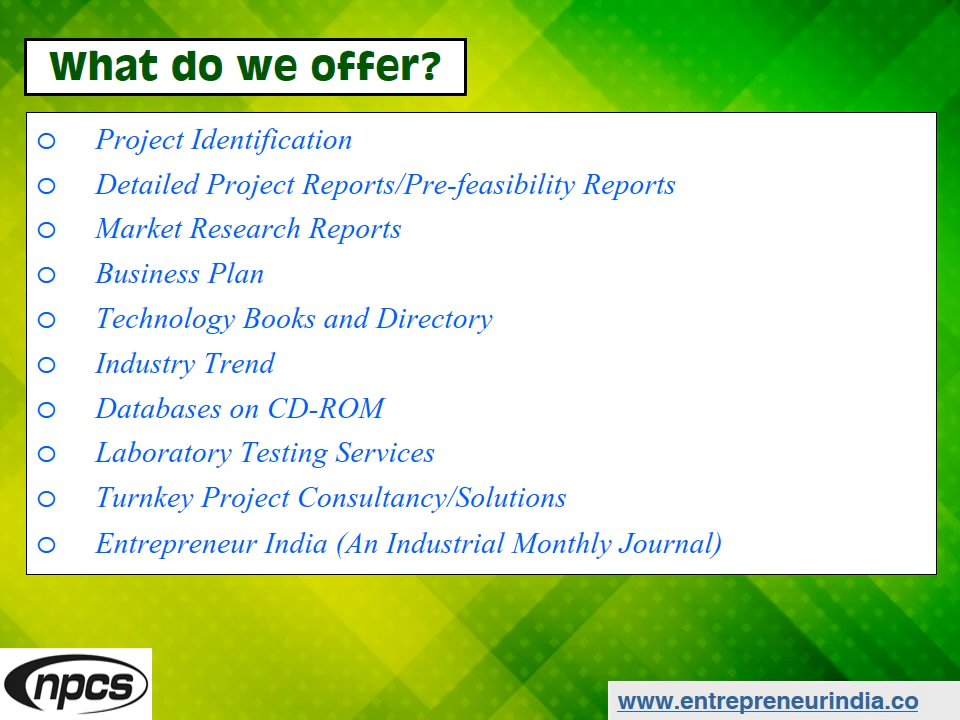 What do we offer?
Project Identification
Detailed Project Reports/Pre-feasibility Reports
Market Research Reports
Business Plan
Technology Books and Directory
Industry Trend
Databases on CD-ROM
Laboratory Testing Services
Turnkey Project Consultancy/Solutions
Entrepreneur India (An Industrial Monthly Journal)
npcs
www.entrepreneurindia.co